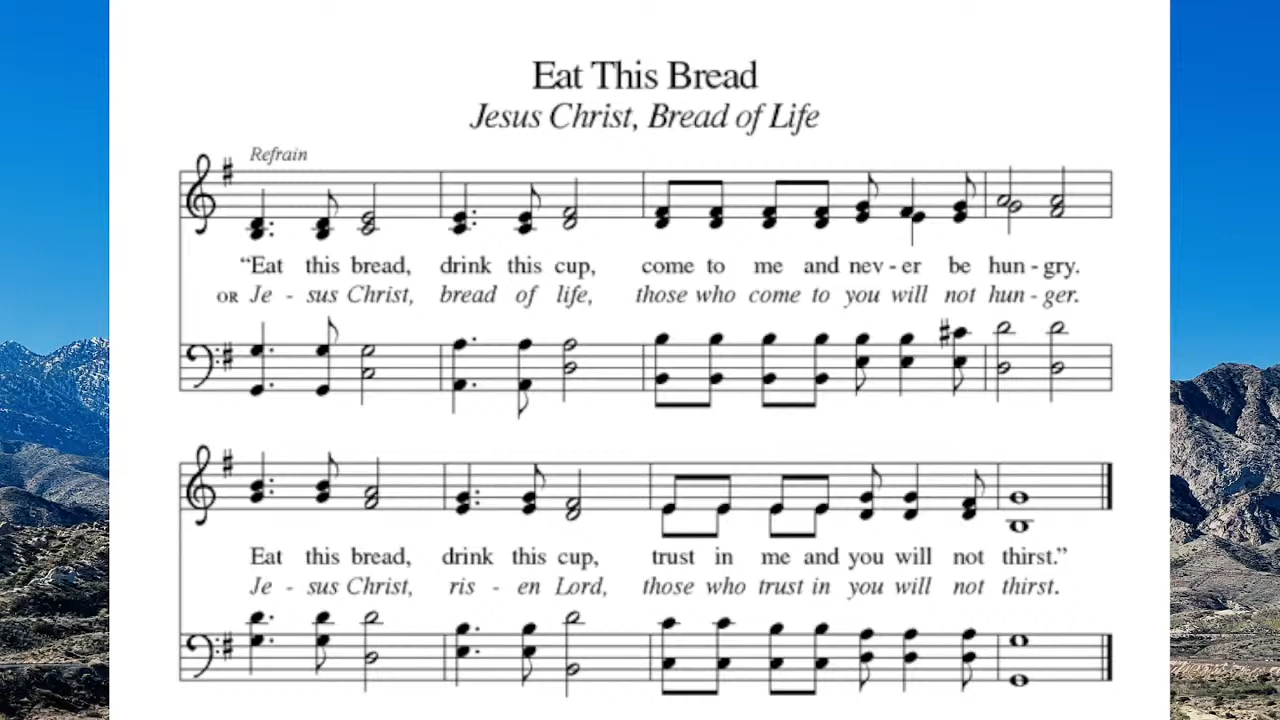 Eat This Bread
Jesus Christ, Bread of Life
Refrain
“Eat this bread, drink this cup, come to me and nev - er be hun - gry.
OR Je - sus Christ, bread of life, those who come to you will not hun - ger.
Eat this bread, drink this cup, trust in me and you will not thirst.”
Je - sus Christ, ris - en Lord, those who trust in you will not thirst.